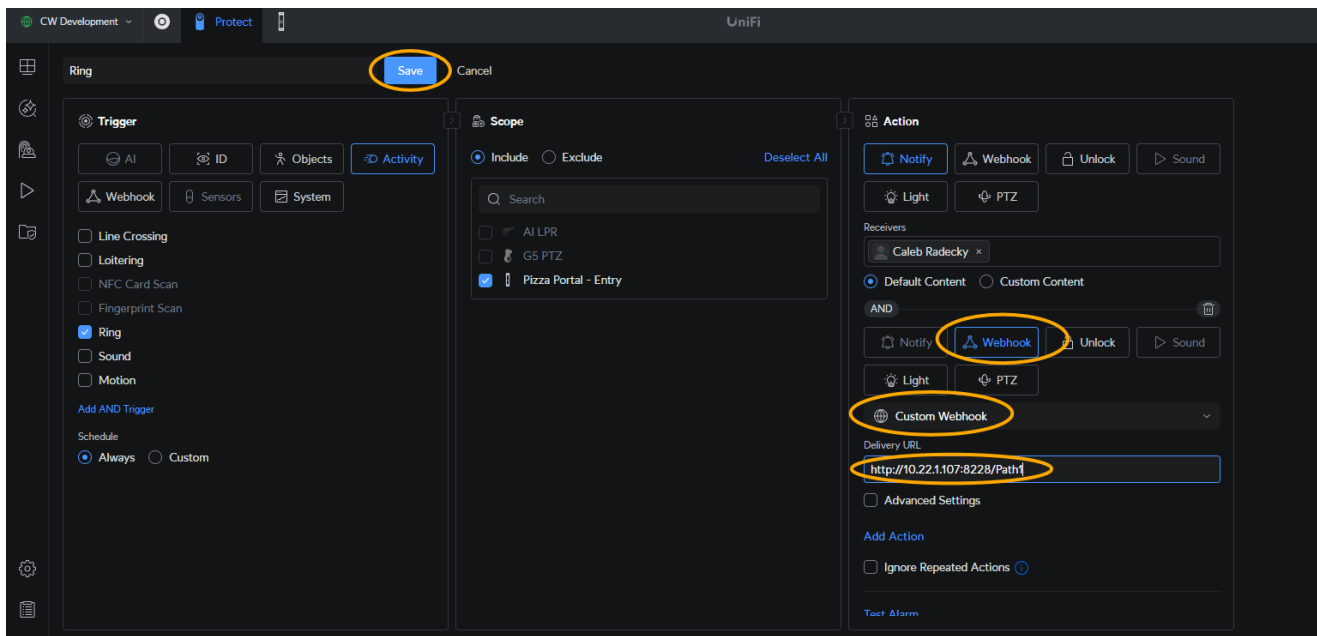 CW Development
Protect
UniFi
Ring
Save
Cancel
Trigger
AI
ID
Objects
Activity
Webhook
Sensors
System
Line Crossing
Loitering
NFC Card Scan
Fingerprint Scan
Ring
Sound
Motion
Add AND Trigger
Schedule
Always
Custom
Scope
Include
Exclude
Deselect All
Search
AI LPR
G5 PTZ
Pizza Portal - Entry
Action
Notify
Webhook
Unlock
Sound
Light
PTZ
Receivers
Caleb Radecky ×
Default Content
Custom Content
AND
Notify
Webhook
Unlock
Sound
Light
PTZ
Custom Webhook
Delivery URL
http://10.22.1.107:8228/Path1
Advanced Settings
Add Action
Ignore Repeated Actions
Test Alarm